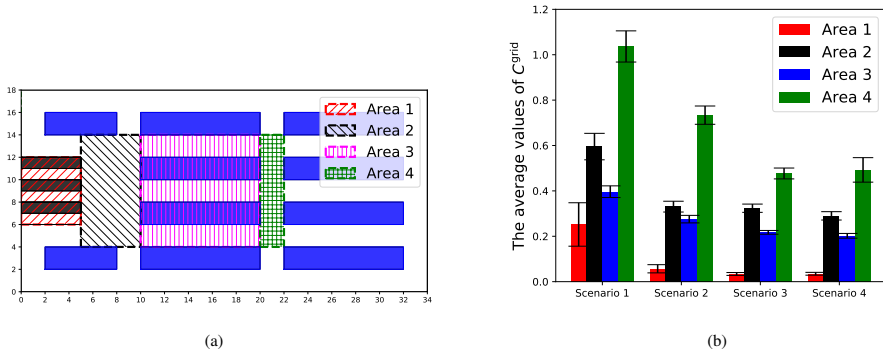 18
16
14
12
10
8
6
4
2
0
0 2 4 6 8 10 12 14 16 18 20 22 24 26 28 30 32 34
Area 1
Area 2
Area 3
Area 4
(a)
The average values of C^grid
1.2
1.0
0.8
0.6
0.4
0.2
0.0
Scenario 1 Scenario 2 Scenario 3 Scenario 4
Area 1
Area 2
Area 3
Area 4
(b)